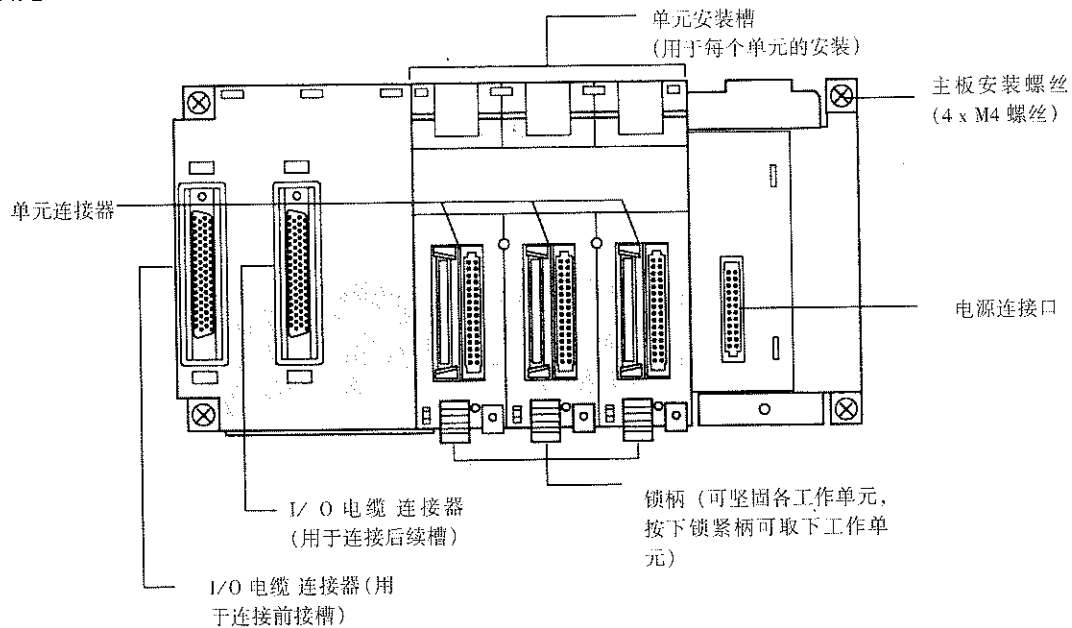 单元安装槽
(用于每个单元的安装)
主板安装螺丝
(4 x M4 螺丝)
单元连接器
电源连接口
I/ O 电缆 连接器
(用于连接后续槽)
锁柄 (可坚固各工作单元,
按下锁紧柄可取下工作单
元)
I/O 电缆 连接器(用
于连接前接槽)